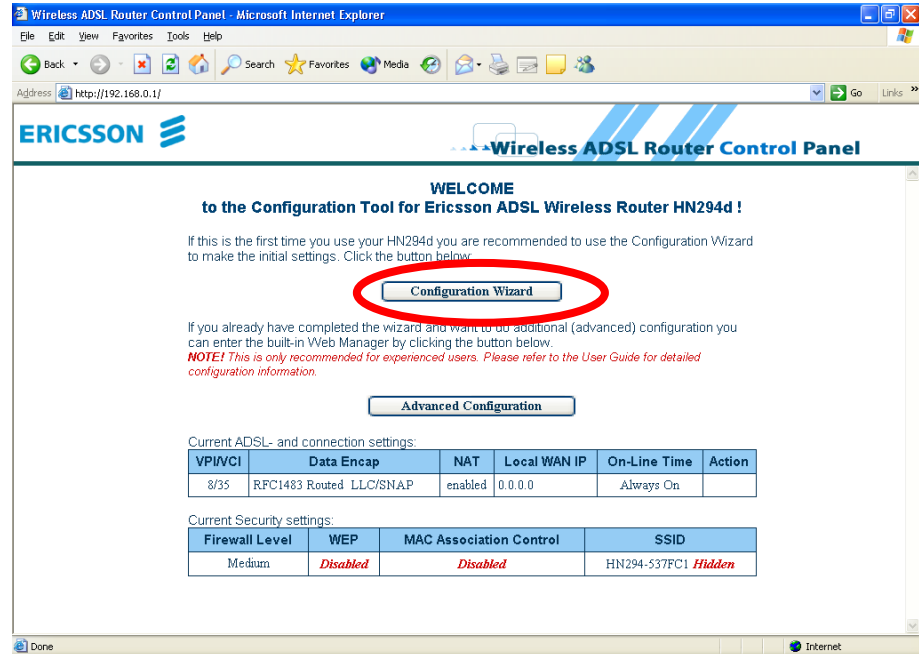 Wireless ADSL Router Control Panel - Microsoft Internet Explorer
File Edit View Favorites Tools Help
Back Search Favorites Media
Address http://192.168.0.1/ Go Links »
ERICSSON
Wireless ADSL Router Control Panel
WELCOME
to the Configuration Tool for Ericsson ADSL Wireless Router HN294d !
If this is the first time you use your HN294d you are recommended to use the Configuration Wizard
to make the initial settings. Click the button below:
Configuration Wizard
If you already have completed the wizard and want to do additional (advanced) configuration you
can enter the built-in Web Manager by clicking the button below.
NOTE! This is only recommended for experienced users. Please refer to the User Guide for detailed
configuration information.
Advanced Configuration
Current ADSL- and connection settings:
VPI/VCI Data Encap NAT Local WAN IP On-Line Time Action
8/35 RFC1483 Routed LLC/SNAP enabled 0.0.0.0 Always On
Current Security settings:
Firewall Level WEP MAC Association Control SSID
Medium Disabled Disabled HN294-537FC1 Hidden
Done Internet